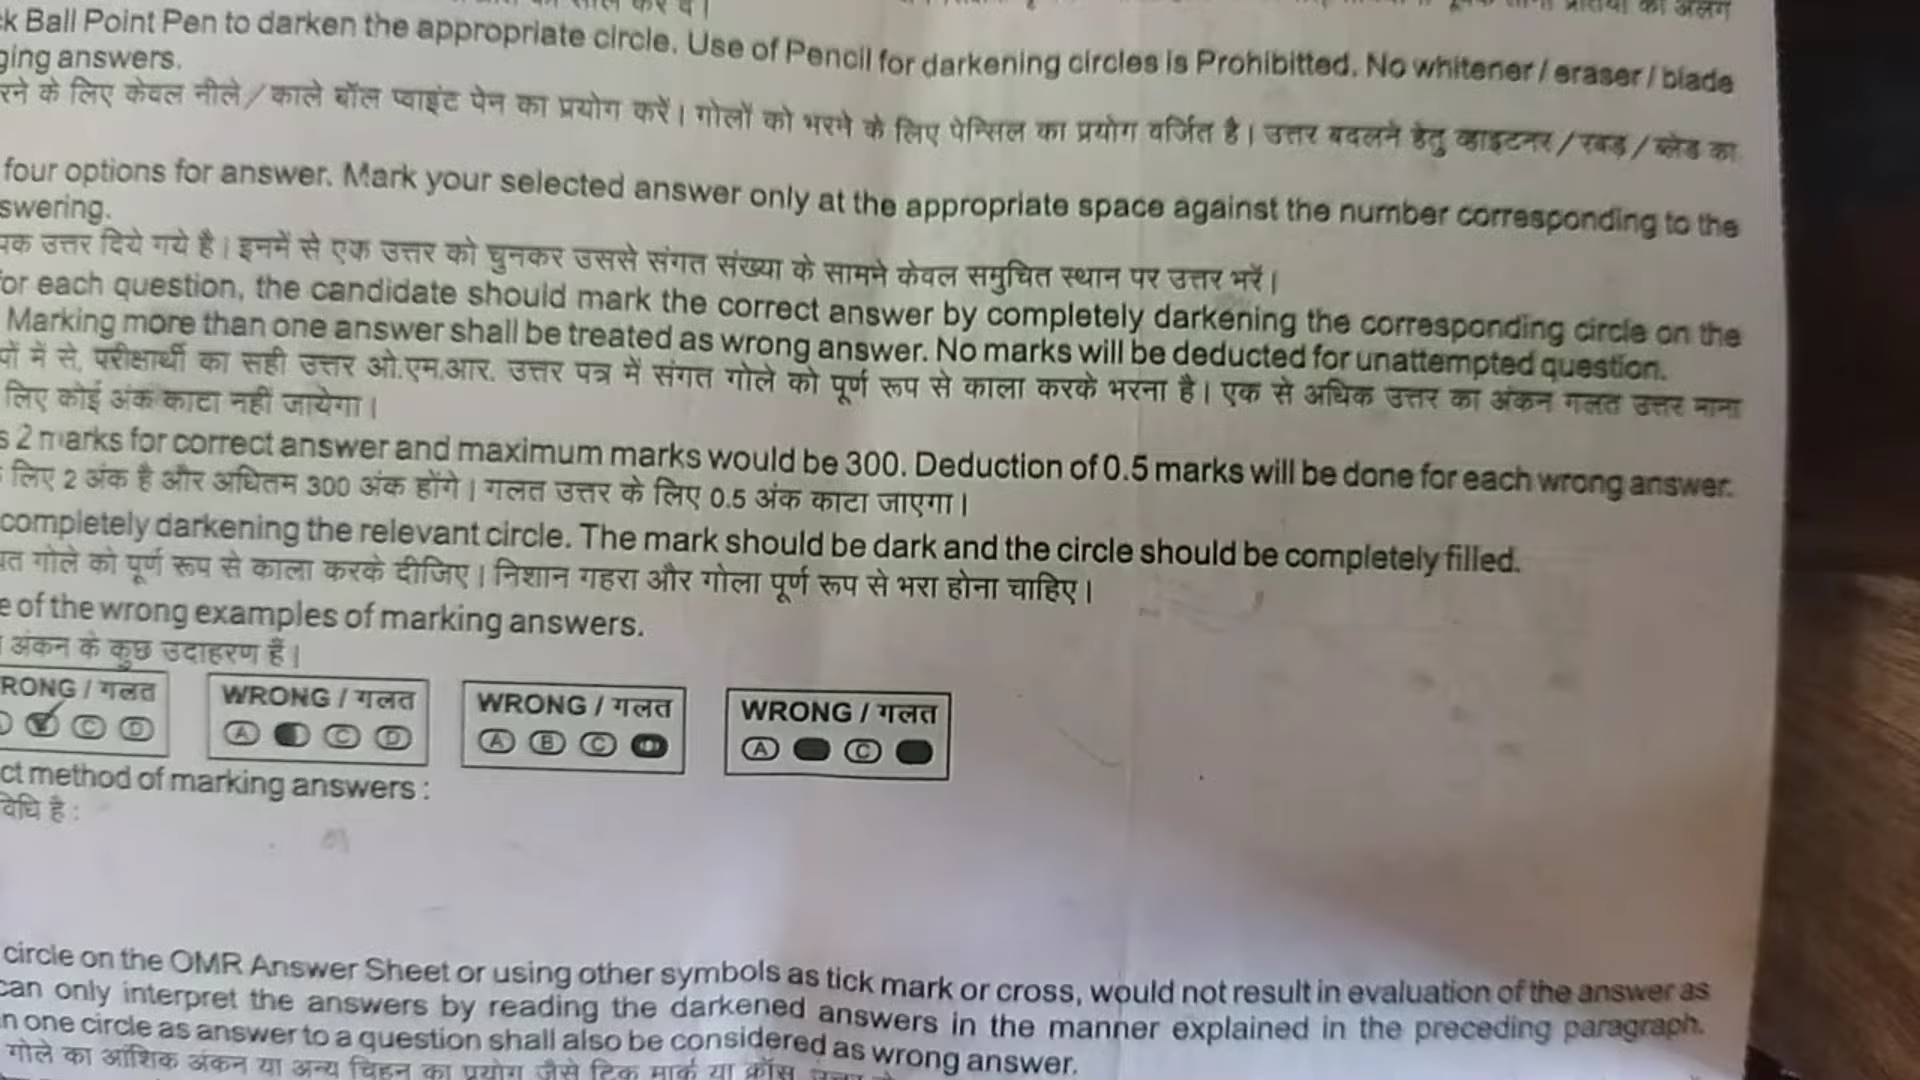 Ball Point Pen to darken the appropriate circle. Use of Pencil for darkening circles is Prohibitted. No whitener / eraser / blade
ging answers.
रने के लिए केवल नीले / काले बॉल प्वाइंट पेन का प्रयोग करें। गोलों को भरने के लिए पेन्सिल का प्रयोग वर्जित है। उत्तर बदलने हेतु व्हाइटनर / रबड़ / ब्लेड का
four options for answer. Mark your selected answer only at the appropriate space against the number corresponding to the
swering.
उत्तर दिये गये है। इनमें से एक उत्तर को चुनकर उससे संगत संख्या के सामने केवल समुचित स्थान पर उत्तर भरें।
or each question, the candidate should mark the correct answer by completely darkening the corresponding circle on the
Marking more than one answer shall be treated as wrong answer. No marks will be deducted for unattempted question.
में से, परीक्षार्थी का सही उत्तर ओ.एम.आर. उत्तर पत्र में संगत गोले को पूर्ण रूप से काला करके भरना है। एक से अधिक उत्तर का अंकन गलत उत्तर माना
लिए कोई अंक काटा नहीं जायेगा।
s 2 marks for correct answer and maximum marks would be 300. Deduction of 0.5 marks will be done for each wrong answer.
लिए 2 अंक है और अधितम 300 अंक होंगे। गलत उत्तर के लिए 0.5 अंक काटा जाएगा।
completely darkening the relevant circle. The mark should be dark and the circle should be completely filled.
गोले को पूर्ण रूप से काला करके दीजिए। निशान गहरा और गोला पूर्ण रूप से भरा होना चाहिए।
e of the wrong examples of marking answers.
अंकन के कुछ उदाहरण हैं।
RONG / गलत WRONG / गलत WRONG / गलत WRONG / गलत
C D A C D A B C A C
ct method of marking answers :
विधि है :
circle on the OMR Answer Sheet or using other symbols as tick mark or cross, would not result in evaluation of the answer as
can only interpret the answers by reading the darkened answers in the manner explained in the preceding paragraph.
n one circle as answer to a question shall also be considered as wrong answer.
गोले का आंशिक अंकन या अन्य चिहन का प्रयोग जैसे टिक मार्क या क्रॉस,